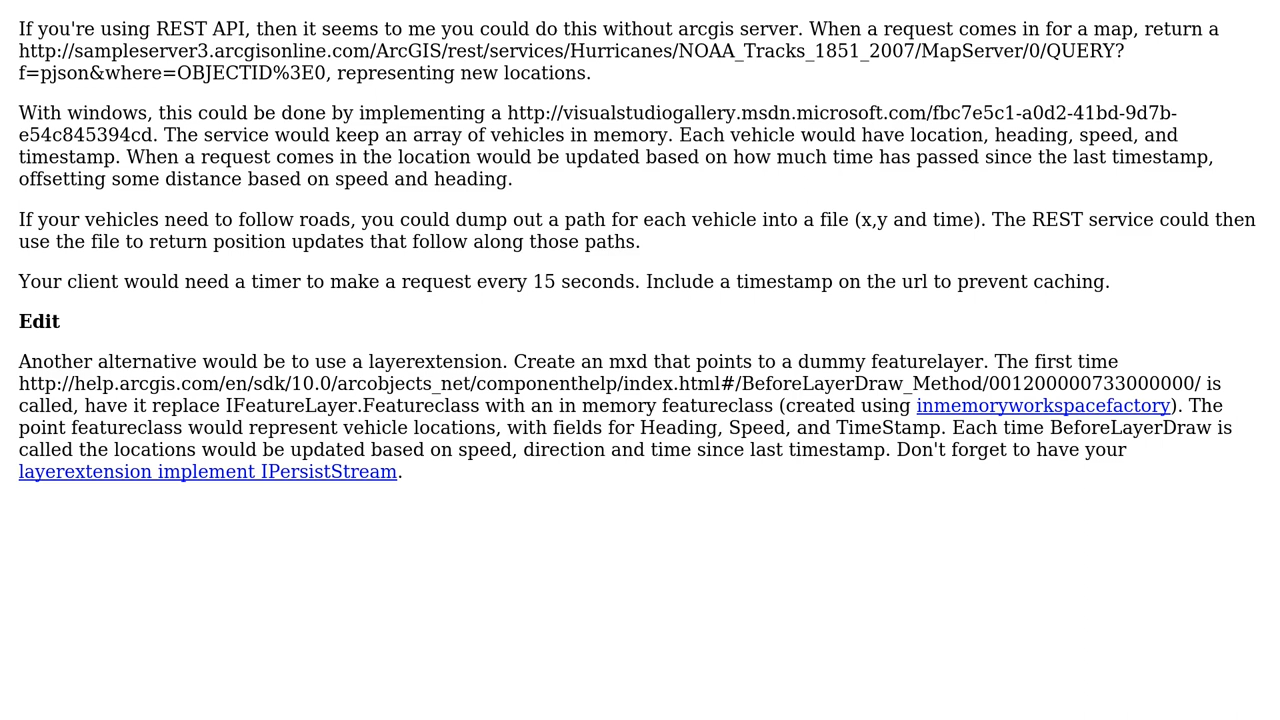 If you're using REST API, then it seems to me you could do this without arcgis server. When a request comes in for a map, return a
http://sampleserver3.arcgisonline.com/ArcGIS/rest/services/Hurricanes/NOAA_Tracks_1851_2007/MapServer/0/QUERY?
f=pjson&where=OBJECTID%3E0, representing new locations.
With windows, this could be done by implementing a http://visualstudiogallery.msdn.microsoft.com/fbc7e5c1-a0d2-41bd-9d7b-
e54c845394cd. The service would keep an array of vehicles in memory. Each vehicle would have location, heading, speed, and
timestamp. When a request comes in the location would be updated based on how much time has passed since the last timestamp,
offsetting some distance based on speed and heading.
If your vehicles need to follow roads, you could dump out a path for each vehicle into a file (x,y and time). The REST service could then
use the file to return position updates that follow along those paths.
Your client would need a timer to make a request every 15 seconds. Include a timestamp on the url to prevent caching.
Edit
Another alternative would be to use a layerextension. Create an mxd that points to a dummy featurelayer. The first time
http://help.arcgis.com/en/sdk/10.0/arcobjects_net/componenthelp/index.html#/BeforeLayerDraw_Method/001200000733000000/ is
called, have it replace IFeatureLayer.Featureclass with an in memory featureclass (created using inmemoryworkspacefactory). The
point featureclass would represent vehicle locations, with fields for Heading, Speed, and TimeStamp. Each time BeforeLayerDraw is
called the locations would be updated based on speed, direction and time since last timestamp. Don't forget to have your
layerextension implement IPersistStream.